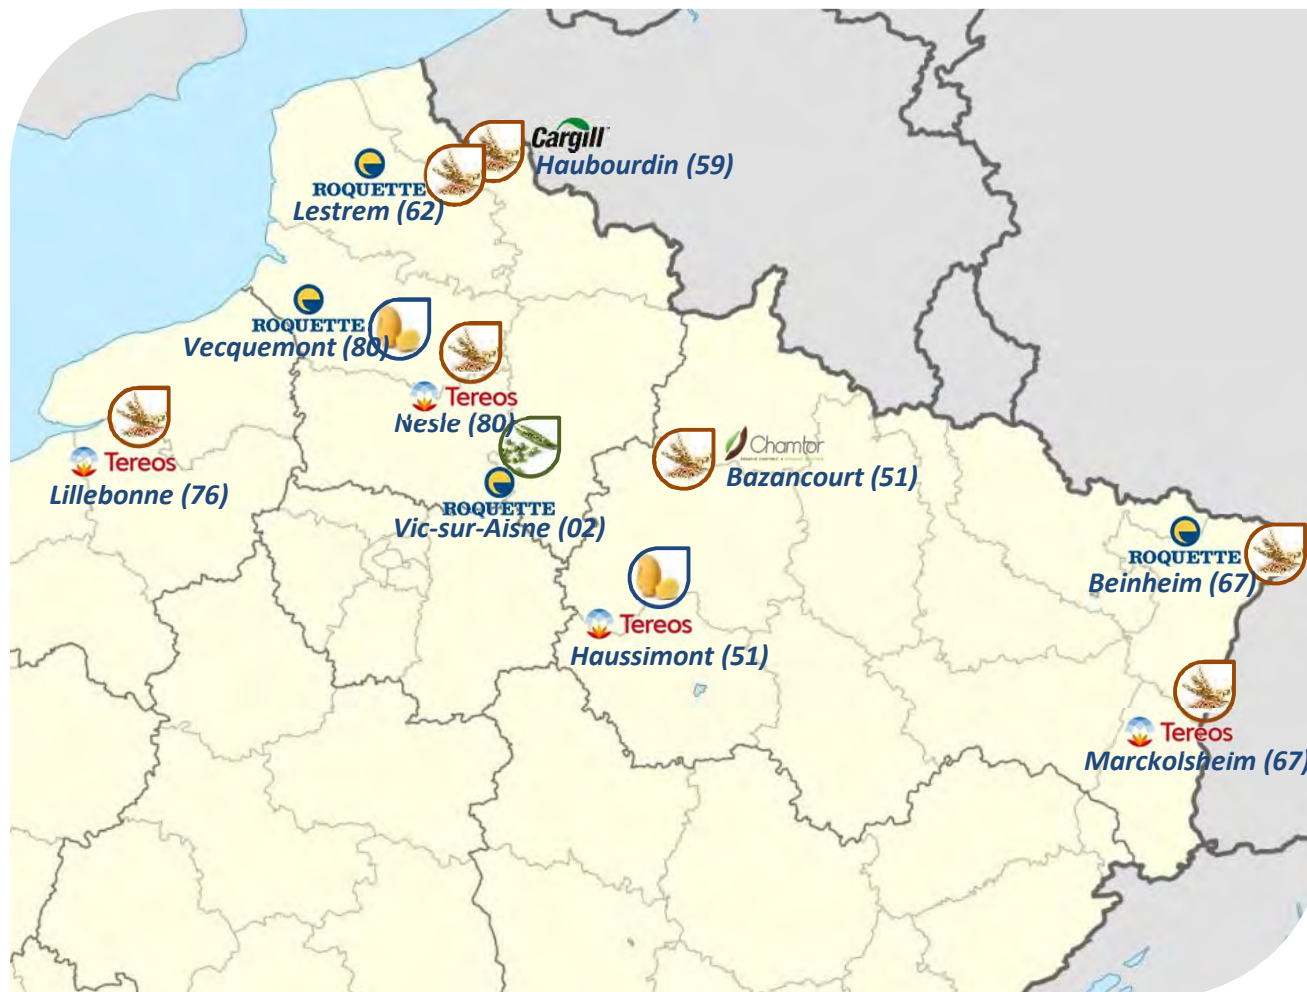 Cargill
Haubourdin (59)
ROQUETTE
Lestrem (62)
ROQUETTE
Vecquemont (80)
Tereos
Nesle (80)
Tereos
Lillebonne (76)
Chamtor
Bazancourt (51)
ROQUETTE
Vic-sur-Aisne (02)
ROQUETTE
Beinheim (67)
Tereos
Haussimont (51)
Tereos
Marckolsheim (67)